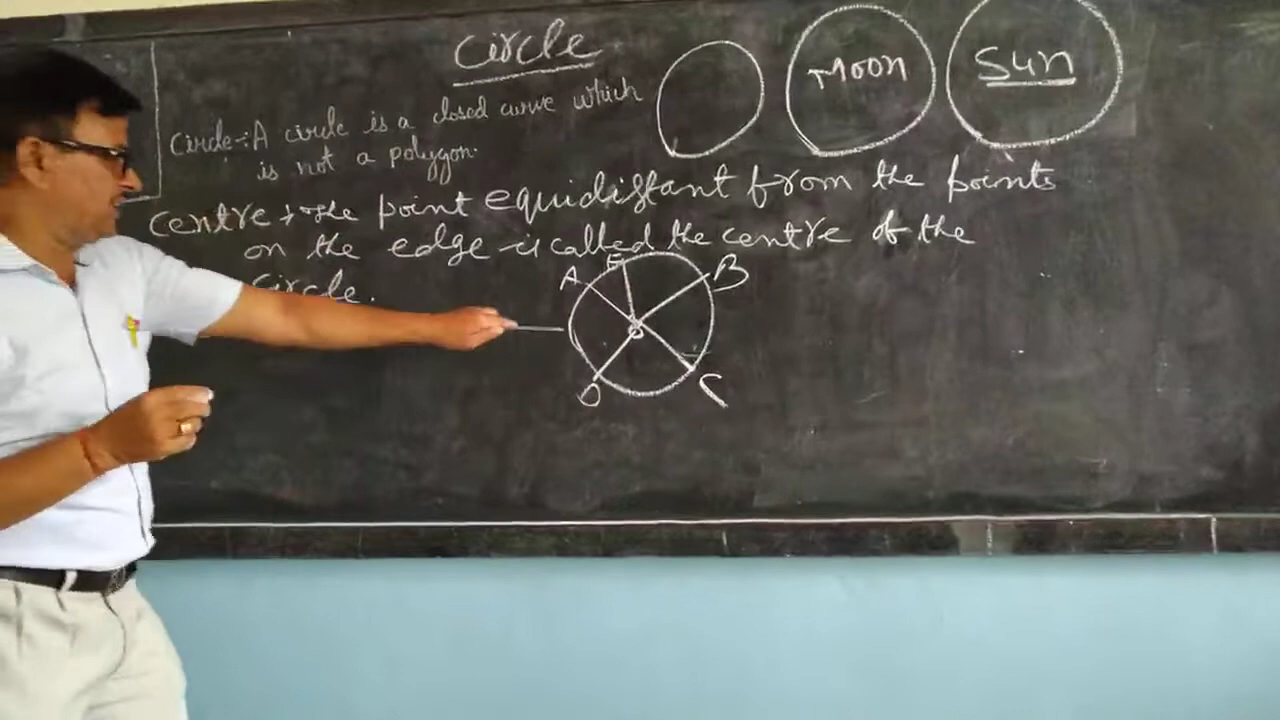 Circle
Moon
Sun
Circle:- A circle is a closed curve which
is not a polygon.
Centre → The point equidistant from the points
on the edge is called the centre of the
circle.
A
E
B
O
D
C